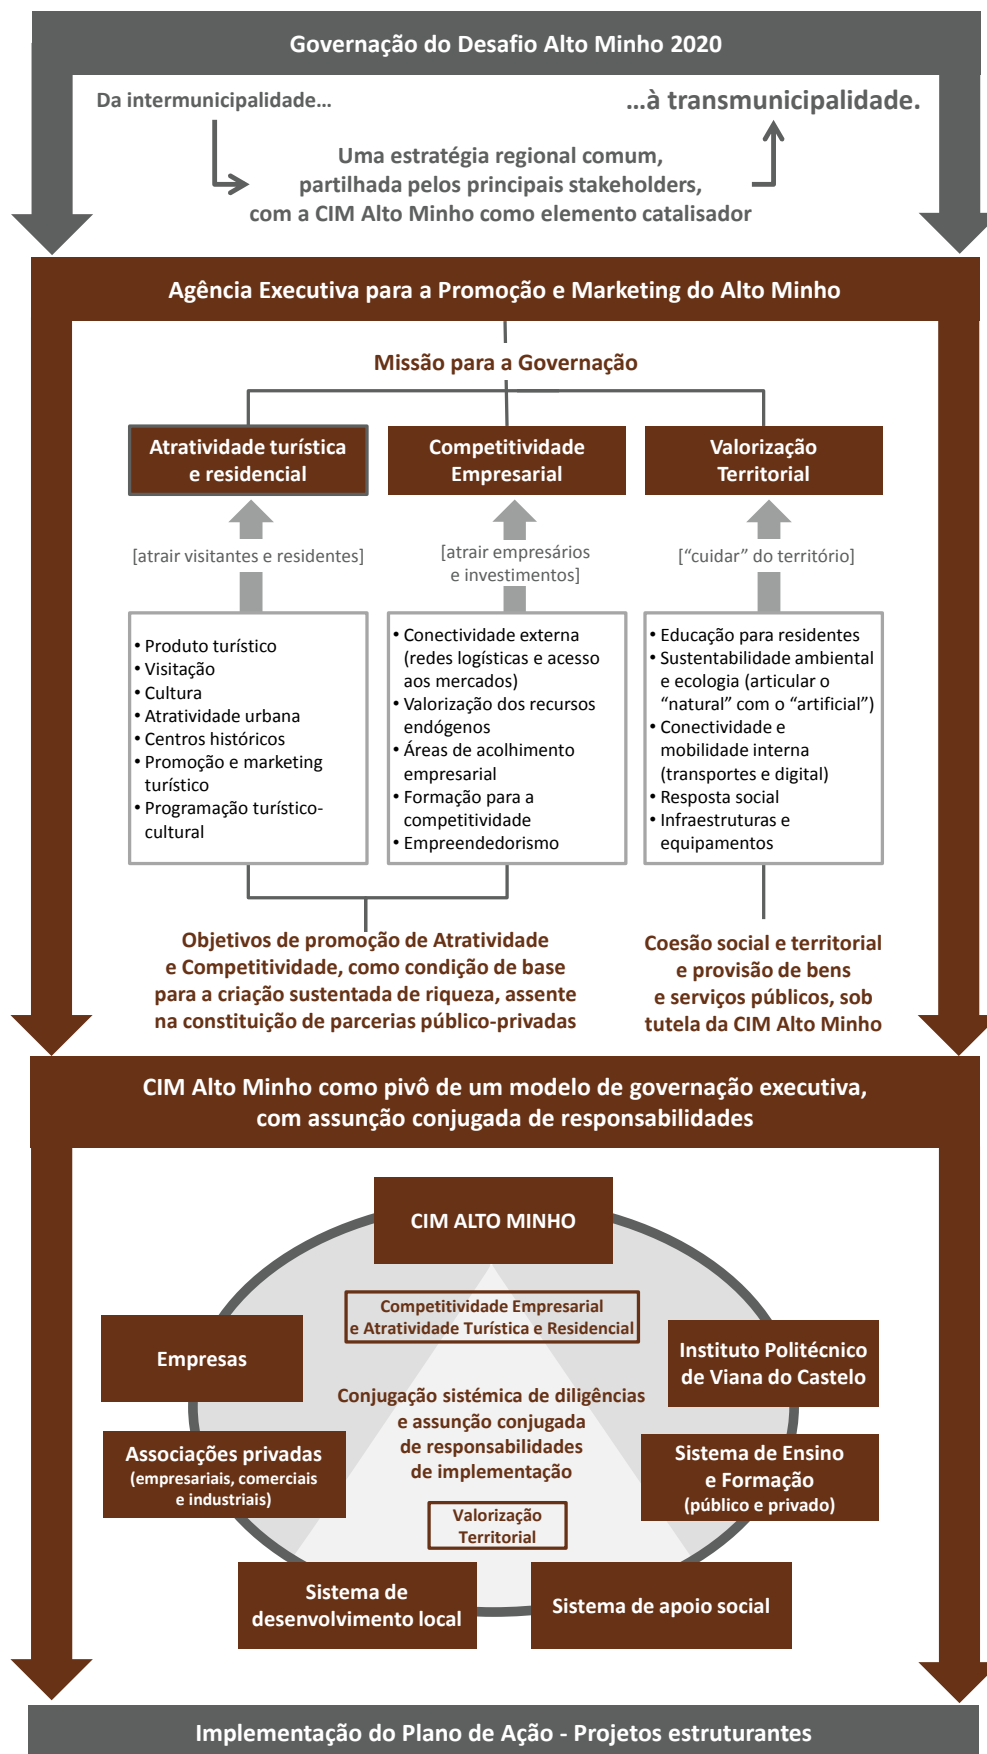 Governação do Desafio Alto Minho 2020
Da intermunicipalidade...
...à transmunicipalidade.
Uma estratégia regional comum,
partilhada pelos principais stakeholders,
com a CIM Alto Minho como elemento catalisador
Agência Executiva para a Promoção e Marketing do Alto Minho
Missão para a Governação
Atratividade turística
e residencial
Competitividade
Empresarial
Valorização
Territorial
[atrair visitantes e residentes]
[atrair empresários
e investimentos]
[“cuidar” do território]
• Produto turístico
• Visitação
• Cultura
• Atratividade urbana
• Centros históricos
• Promoção e marketing
turístico
• Programação turístico-
cultural
• Conectividade externa
(redes logísticas e acesso
aos mercados)
• Valorização dos recursos
endógenos
• Áreas de acolhimento
empresarial
• Formação para a
competitividade
• Empreendedorismo
• Educação para residentes
• Sustentabilidade ambiental
e ecologia (articular o
“natural” com o “artificial”)
• Conectividade e
mobilidade interna
(transportes e digital)
• Resposta social
• Infraestruturas e
equipamentos
Objetivos de promoção de Atratividade
e Competitividade, como condição de base
para a criação sustentada de riqueza, assente
na constituição de parcerias público-privadas
Coesão social e territorial
e provisão de bens
e serviços públicos, sob
tutela da CIM Alto Minho
CIM Alto Minho como pivô de um modelo de governação executiva,
com assunção conjugada de responsabilidades
CIM ALTO MINHO
Competitividade Empresarial
e Atratividade Turística e Residencial
Empresas
Instituto Politécnico
de Viana do Castelo
Conjugação sistémica de diligências
e assunção conjugada
de responsabilidades
de implementação
Associações privadas
(empresariais, comerciais
e industriais)
Sistema de Ensino
e Formação
(público e privado)
Valorização
Territorial
Sistema de
desenvolvimento local
Sistema de apoio social
Implementação do Plano de Ação - Projetos estruturantes